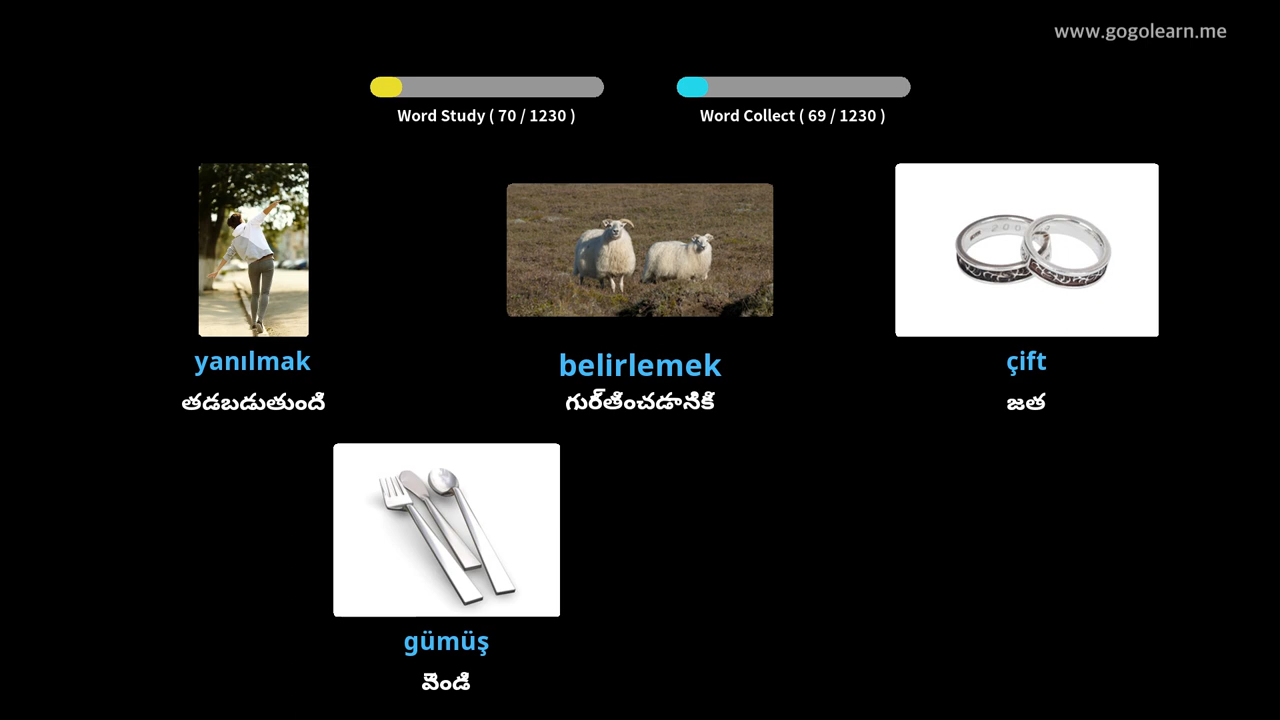 www.gogolearn.me
Word Study ( 70 / 1230 )
Word Collect ( 69 / 1230 )
yanılmak
తడబడుతుంది
belirlemek
గుర్తించడానికి
çift
జత
gümüş
వెండి